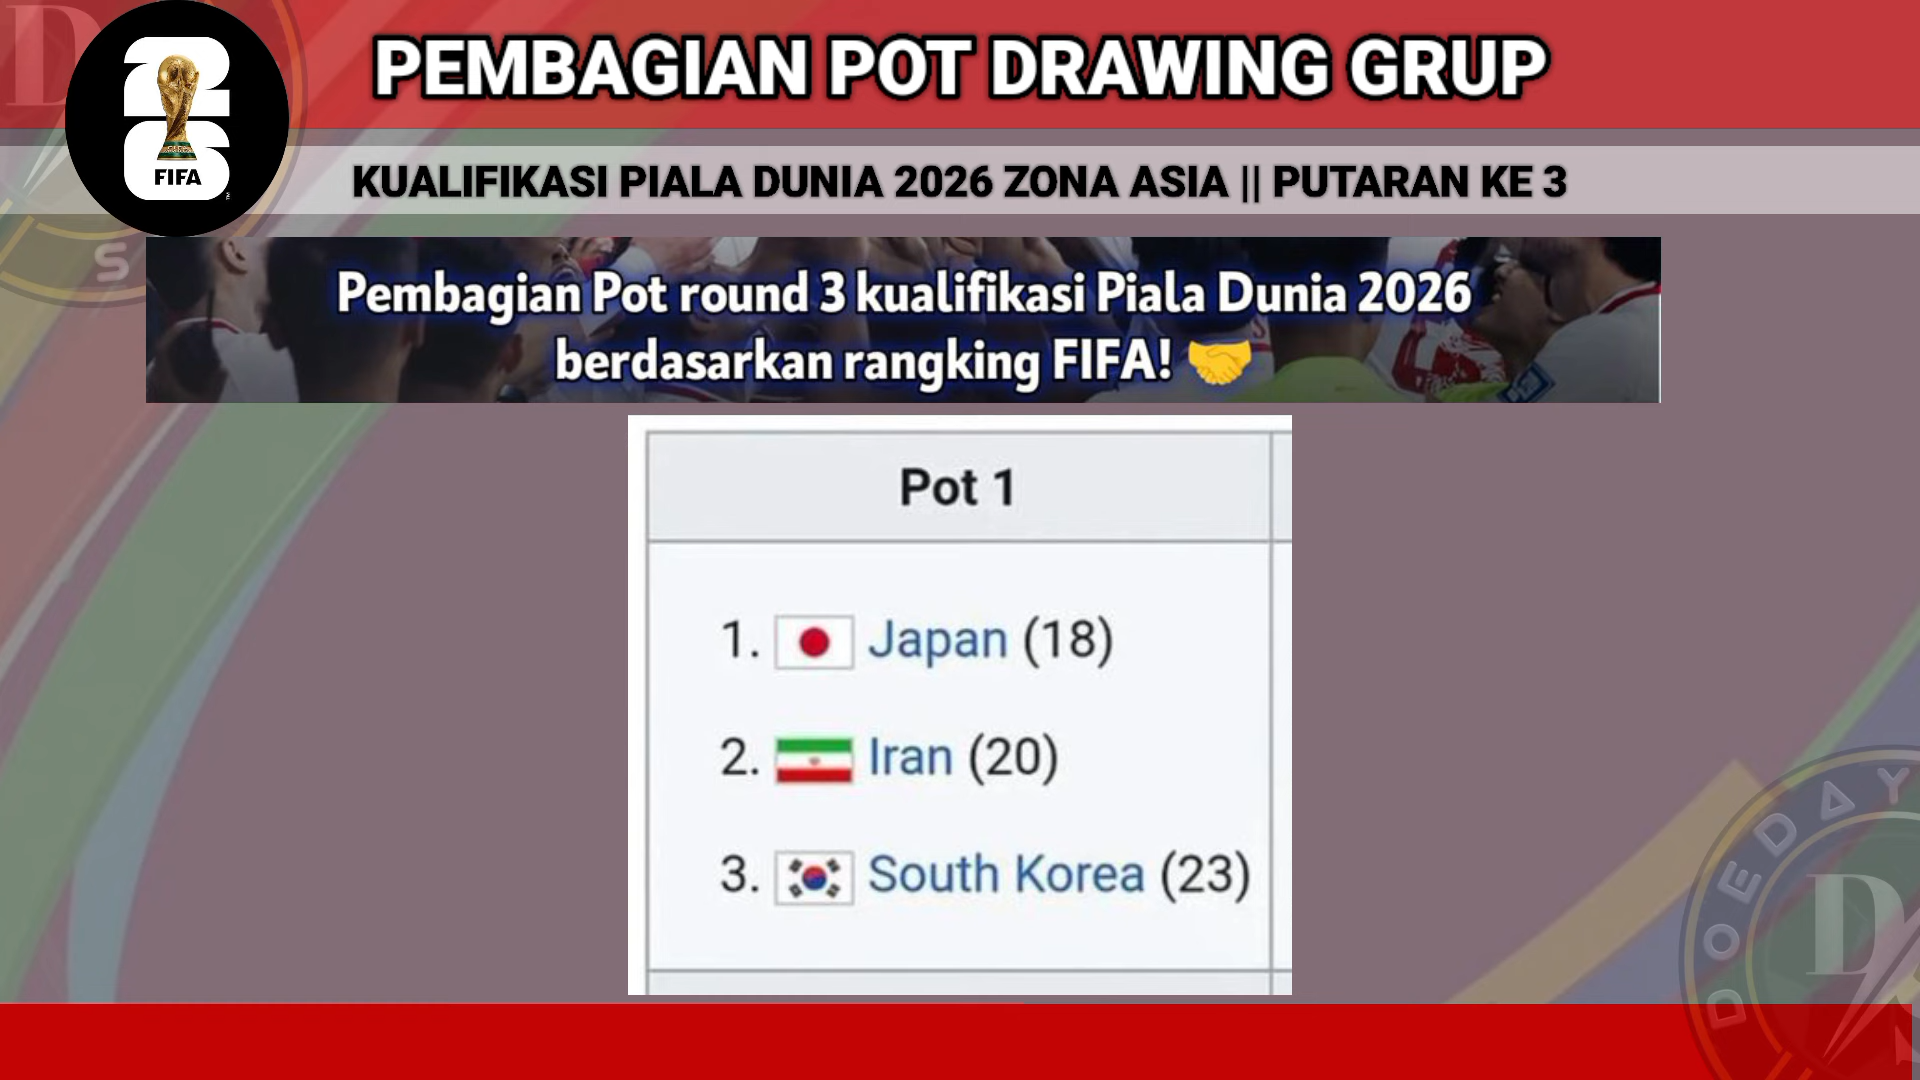 PEMBAGIAN POT DRAWING GRUP
FIFA
KUALIFIKASI PIALA DUNIA 2026 ZONA ASIA || PUTARAN KE 3
S
Pembagian Pot round 3 kualifikasi Piala Dunia 2026
berdasarkan rangking FIFA! 🤝
Pot 1
1. Japan (18)
2. Iran (20)
3. South Korea (23)
DOEDAY
D